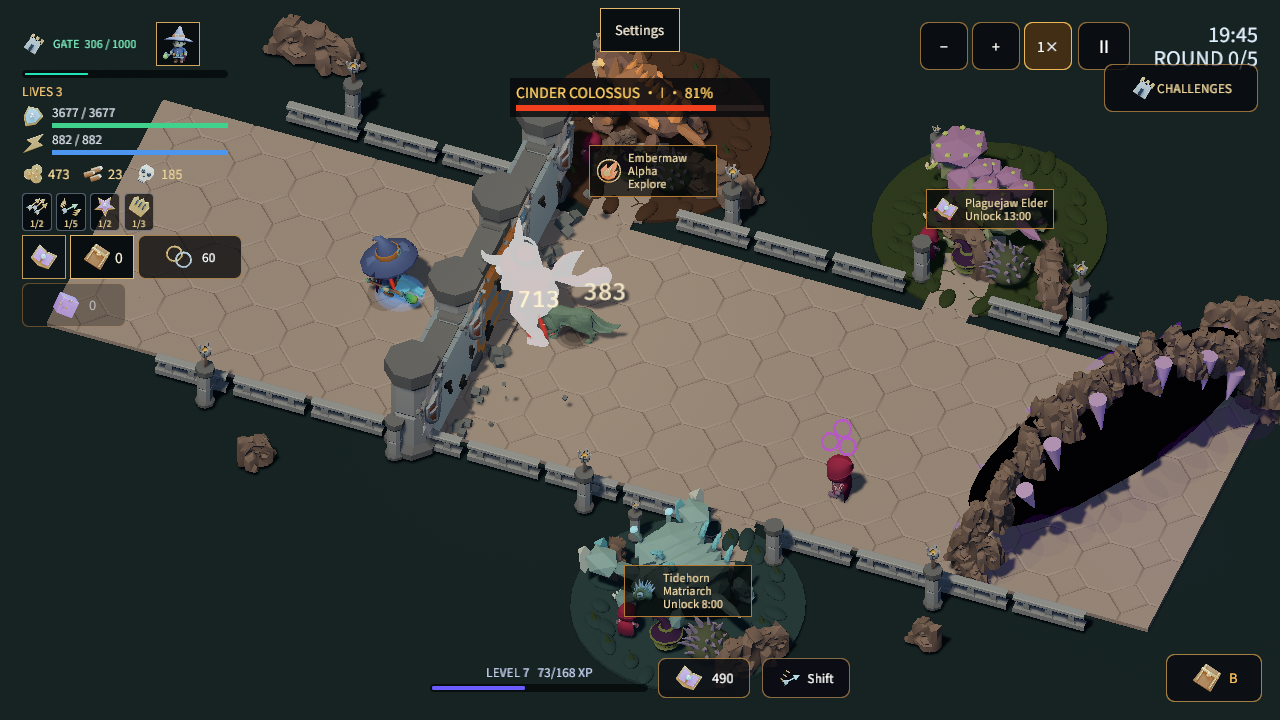 Settings
GATE 306 / 1000
LIVES 3
3677 / 3677
882 / 882
473
23
185
1/2
1/5
1/2
1/3
0
60
0
CINDER COLOSSUS · I · 81%
Embermaw
Alpha
Explore
−
+
1×
19:45
ROUND 0/5
CHALLENGES
Plaguejaw Elder
Unlock 13:00
713
383
Tidehorn
Matriarch
Unlock 8:00
LEVEL 7 73/168 XP
490
Shift
B